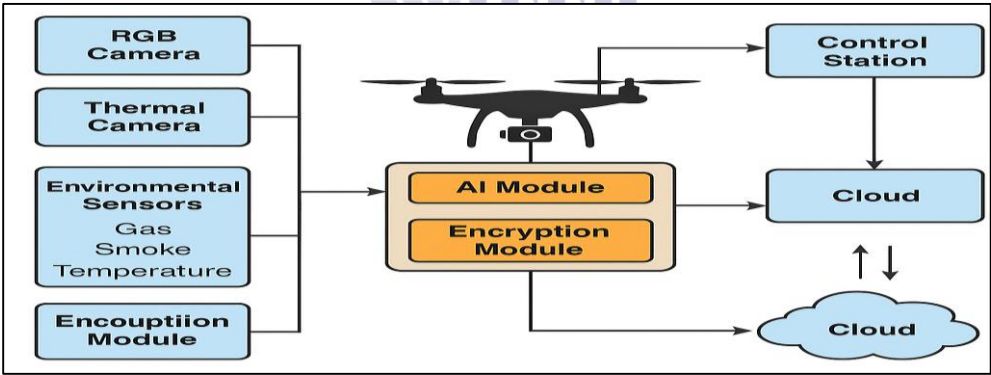 RGB
Camera
Thermal
Camera
Environmental
Sensors
Gas
Smoke
Temperature
Encouptiion
Module
AI Module
Encryption
Module
Control
Station
Cloud
Cloud